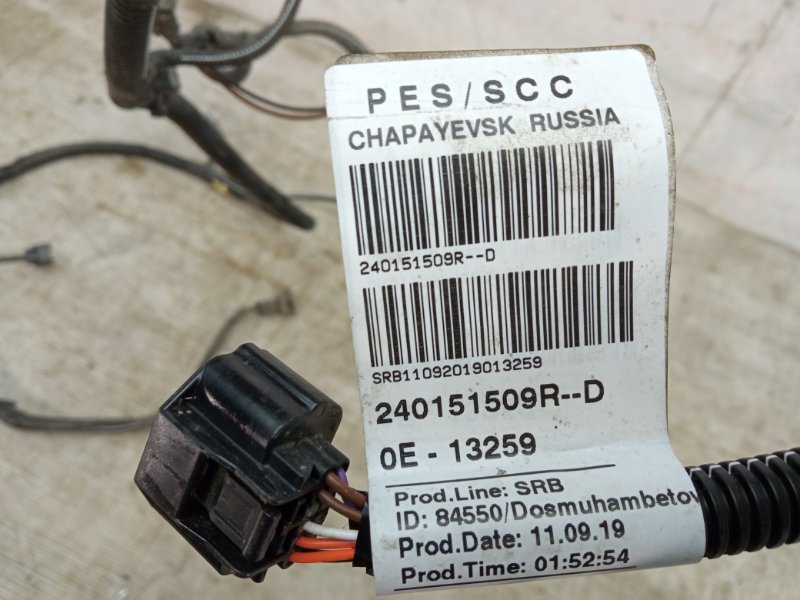 PES/SCC
CHAPAYEVSK RUSSIA
240151509R--D
SRB11092019013259
240151509R--D
0E - 13259
Prod.Line: SRB
ID: 84550/Dosmuhambetov
Prod.Date: 11.09.19
Prod.Time: 01:52:54